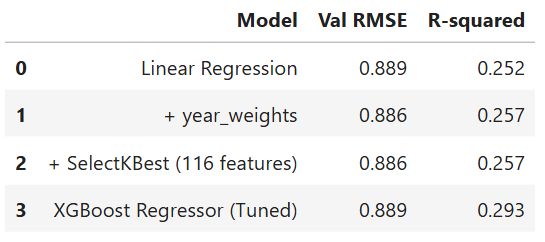 Model Val RMSE R-squared
0 Linear Regression 0.889 0.252
1 + year_weights 0.886 0.257
2 + SelectKBest (116 features) 0.886 0.257
3 XGBoost Regressor (Tuned) 0.889 0.293